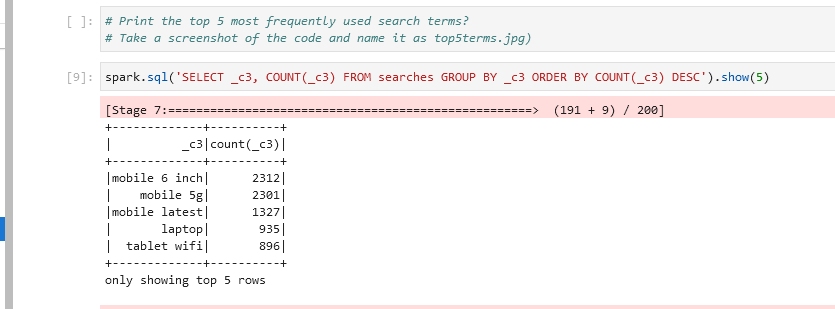 [ ]: # Print the top 5 most frequently used search terms?
# Take a screenshot of the code and name it as top5terms.jpg)
[9]: spark.sql('SELECT _c3, COUNT(_c3) FROM searches GROUP BY _c3 ORDER BY COUNT(_c3) DESC').show(5)
[Stage 7:====================================================> (191 + 9) / 200]
+-------------+----------+
|          _c3|count(_c3)|
+-------------+----------+
|mobile 6 inch|      2312|
|    mobile 5g|      2301|
|mobile latest|      1327|
|       laptop|       935|
|  tablet wifi|       896|
+-------------+----------+
only showing top 5 rows